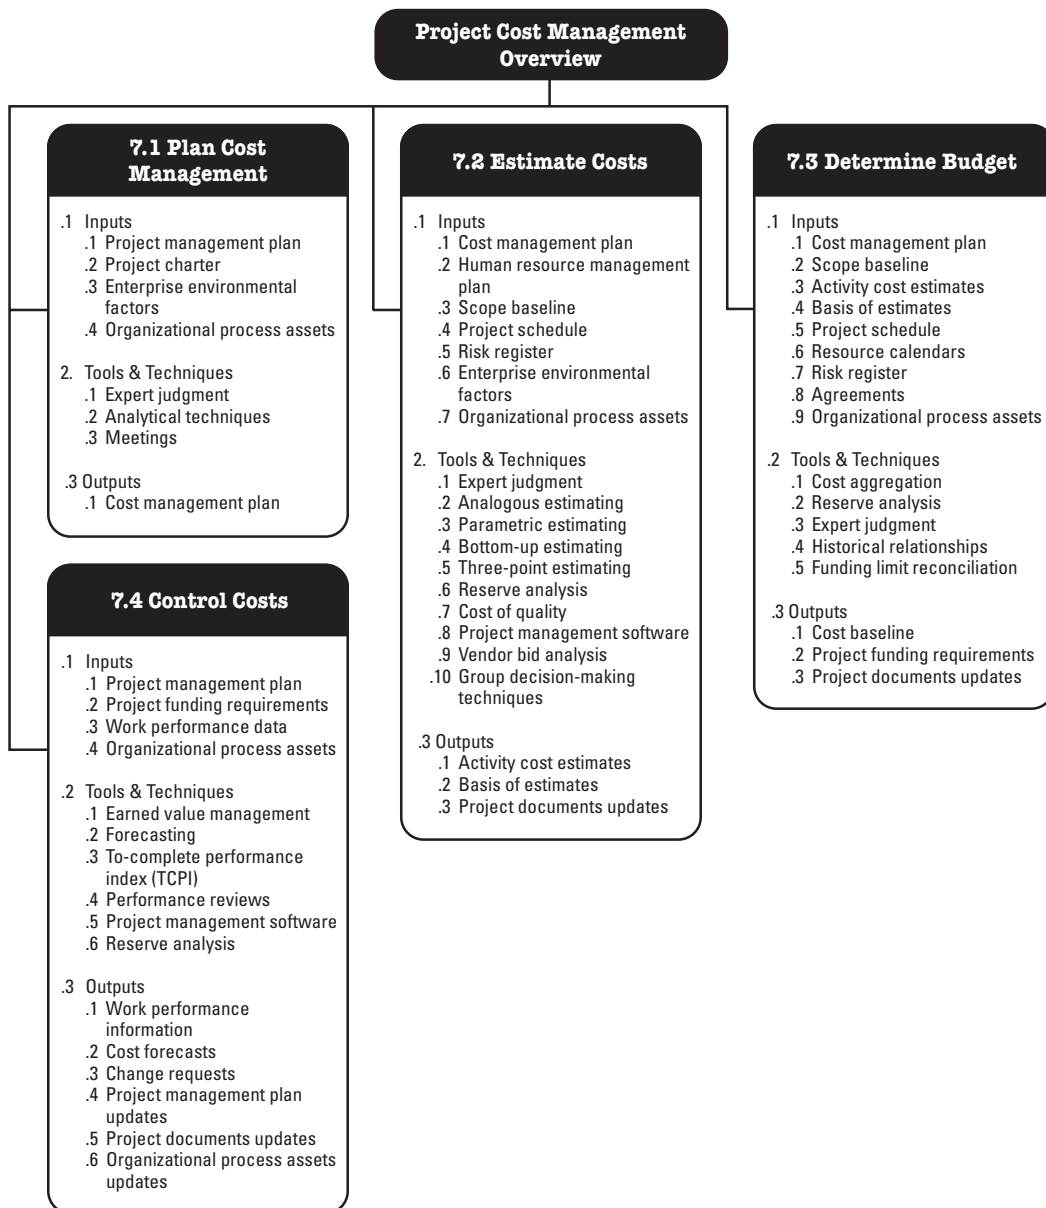 Project Cost Management
Overview
7.1 Plan Cost
Management
.1 Inputs
.1 Project management plan
.2 Project charter
.3 Enterprise environmental
factors
.4 Organizational process assets
2. Tools & Techniques
.1 Expert judgment
.2 Analytical techniques
.3 Meetings
.3 Outputs
.1 Cost management plan
7.2 Estimate Costs
.1 Inputs
.1 Cost management plan
.2 Human resource management
plan
.3 Scope baseline
.4 Project schedule
.5 Risk register
.6 Enterprise environmental
factors
.7 Organizational process assets
2. Tools & Techniques
.1 Expert judgment
.2 Analogous estimating
.3 Parametric estimating
.4 Bottom-up estimating
.5 Three-point estimating
.6 Reserve analysis
.7 Cost of quality
.8 Project management software
.9 Vendor bid analysis
.10 Group decision-making
techniques
.3 Outputs
.1 Activity cost estimates
.2 Basis of estimates
.3 Project documents updates
7.3 Determine Budget
.1 Inputs
.1 Cost management plan
.2 Scope baseline
.3 Activity cost estimates
.4 Basis of estimates
.5 Project schedule
.6 Resource calendars
.7 Risk register
.8 Agreements
.9 Organizational process assets
.2 Tools & Techniques
.1 Cost aggregation
.2 Reserve analysis
.3 Expert judgment
.4 Historical relationships
.5 Funding limit reconciliation
.3 Outputs
.1 Cost baseline
.2 Project funding requirements
.3 Project documents updates
7.4 Control Costs
.1 Inputs
.1 Project management plan
.2 Project funding requirements
.3 Work performance data
.4 Organizational process assets
.2 Tools & Techniques
.1 Earned value management
.2 Forecasting
.3 To-complete performance
index (TCPI)
.4 Performance reviews
.5 Project management software
.6 Reserve analysis
.3 Outputs
.1 Work performance
information
.2 Cost forecasts
.3 Change requests
.4 Project management plan
updates
.5 Project documents updates
.6 Organizational process assets
updates